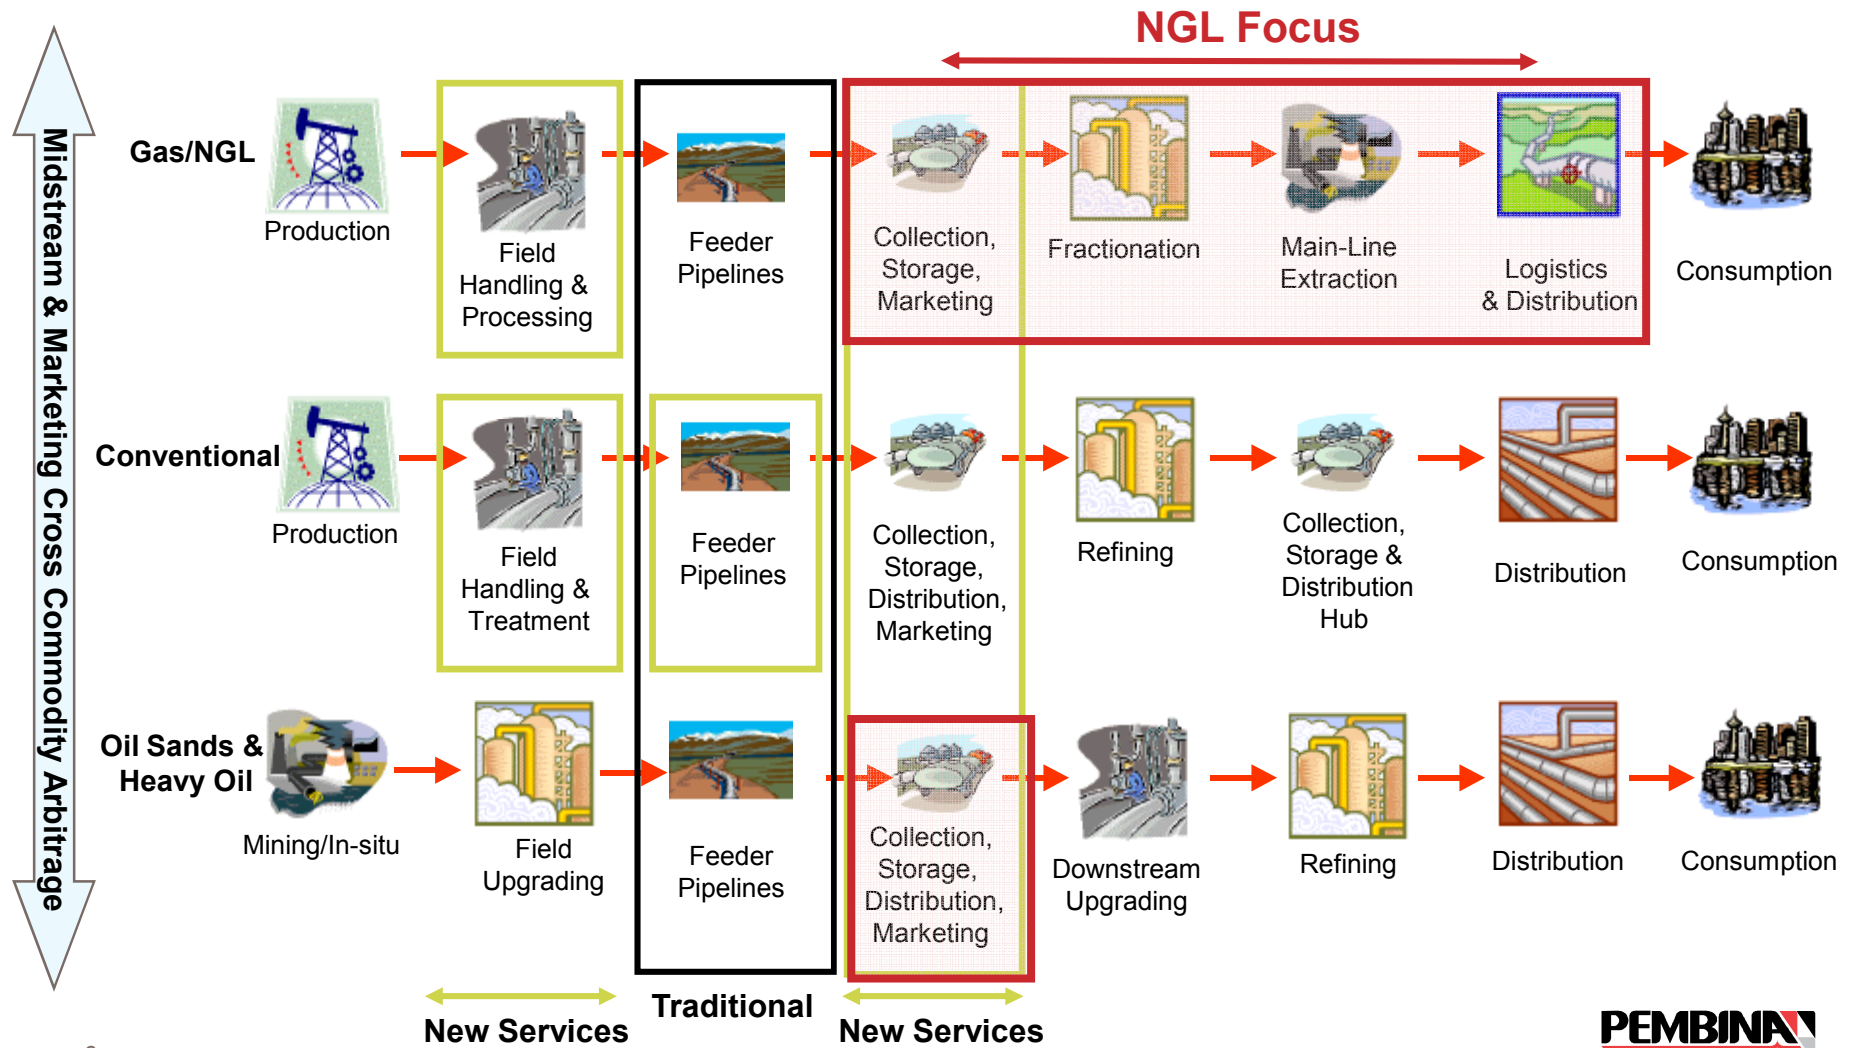 NGL Focus
Midstream & Marketing Cross Commodity Arbitrage
Gas/NGL
Production
Field
Handling &
Processing
Feeder
Pipelines
Collection,
Storage,
Marketing
Fractionation
Main-Line
Extraction
Logistics
& Distribution
Consumption
Conventional
Production
Field
Handling &
Treatment
Feeder
Pipelines
Collection,
Storage,
Distribution,
Marketing
Refining
Collection,
Storage &
Distribution
Hub
Distribution
Consumption
Oil Sands &
Heavy Oil
Mining/In-situ
Field
Upgrading
Feeder
Pipelines
Collection,
Storage,
Distribution,
Marketing
Downstream
Upgrading
Refining
Distribution
Consumption
New Services
Traditional
New Services
PEMBINA